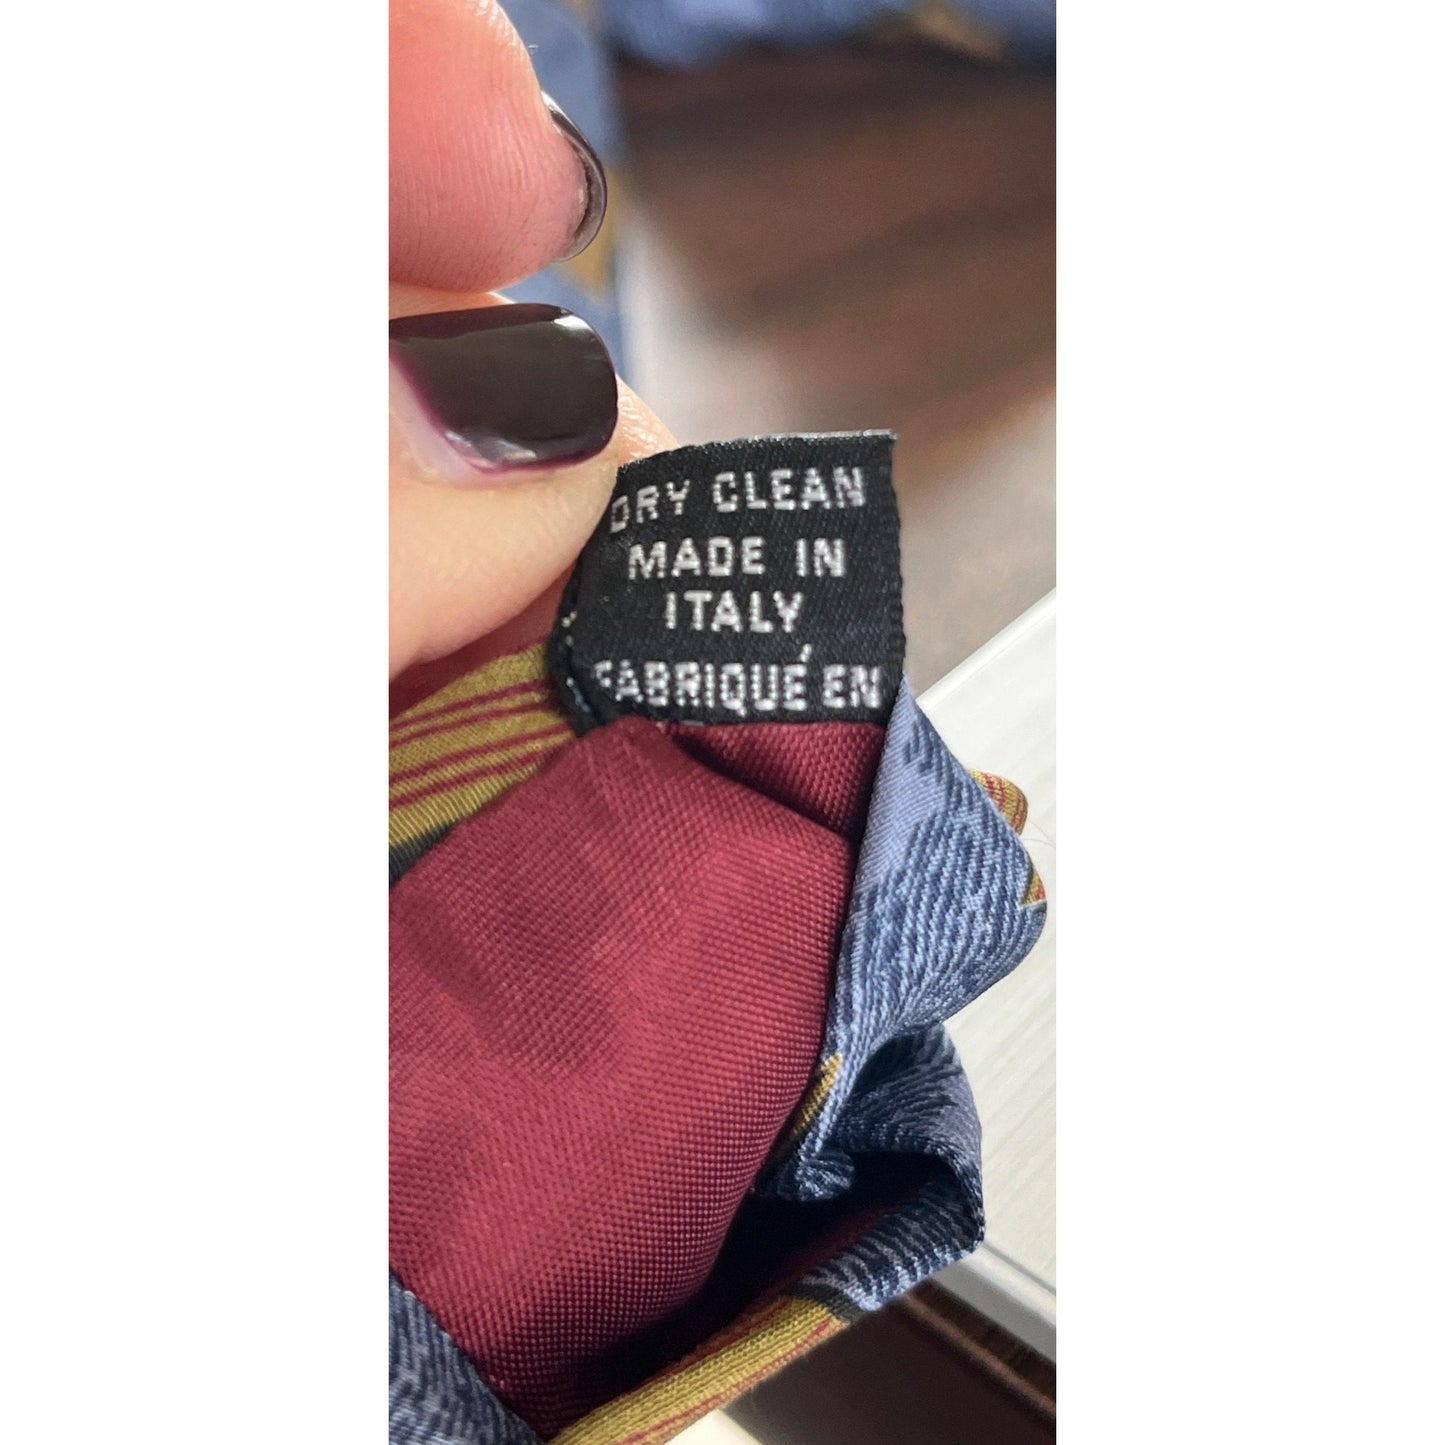 DRY CLEAN
MADE IN
ITALY
FABRIQUÉ EN